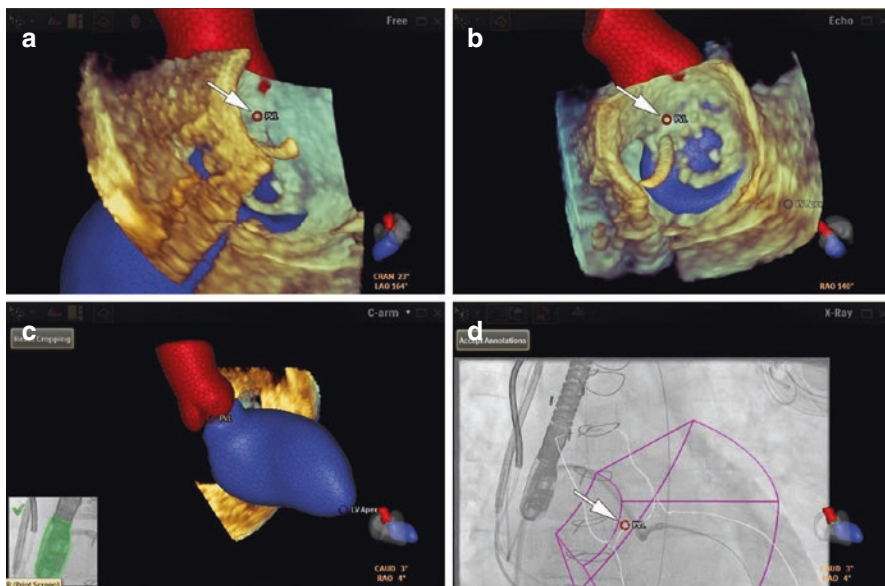 a
Free
PVL
CRAN 23°
LAO 164°
b
Echo
PVL
LV Apex
RAO 140°
c
C-arm
PVL
LV Apex
CAUD 3°
RAO 4°
d
X-Ray
Accept Annotations
PVL
CAUD 3°
RAO 4°